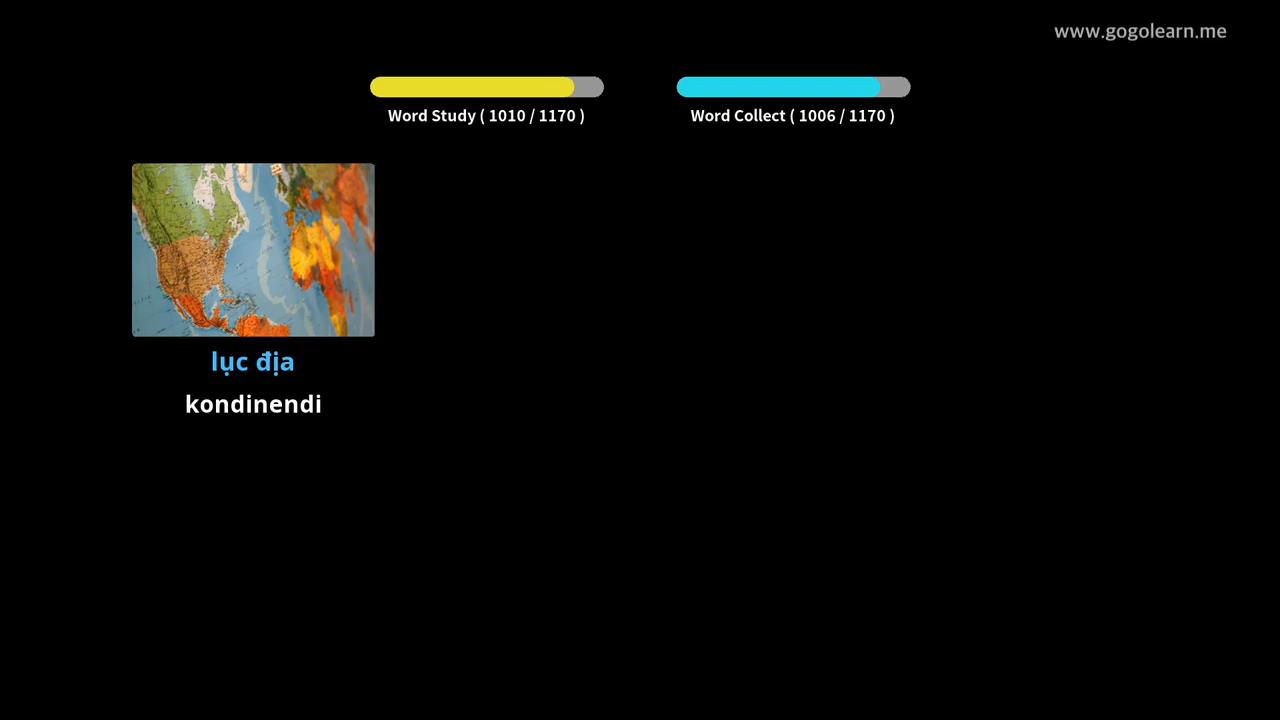 www.gogolearn.me
Word Study ( 1010 / 1170 )
Word Collect ( 1006 / 1170 )
lục địa
kondinendi